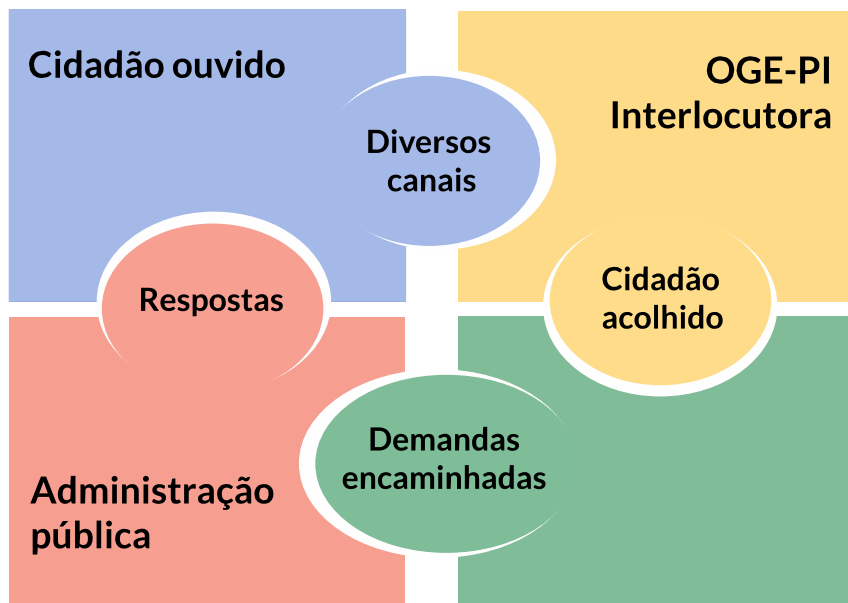 Cidadão ouvido
OGE-PI
Interlocutora
Diversos
canais
Cidadão
acolhido
Respostas
Demandas
encaminhadas
Administração
pública